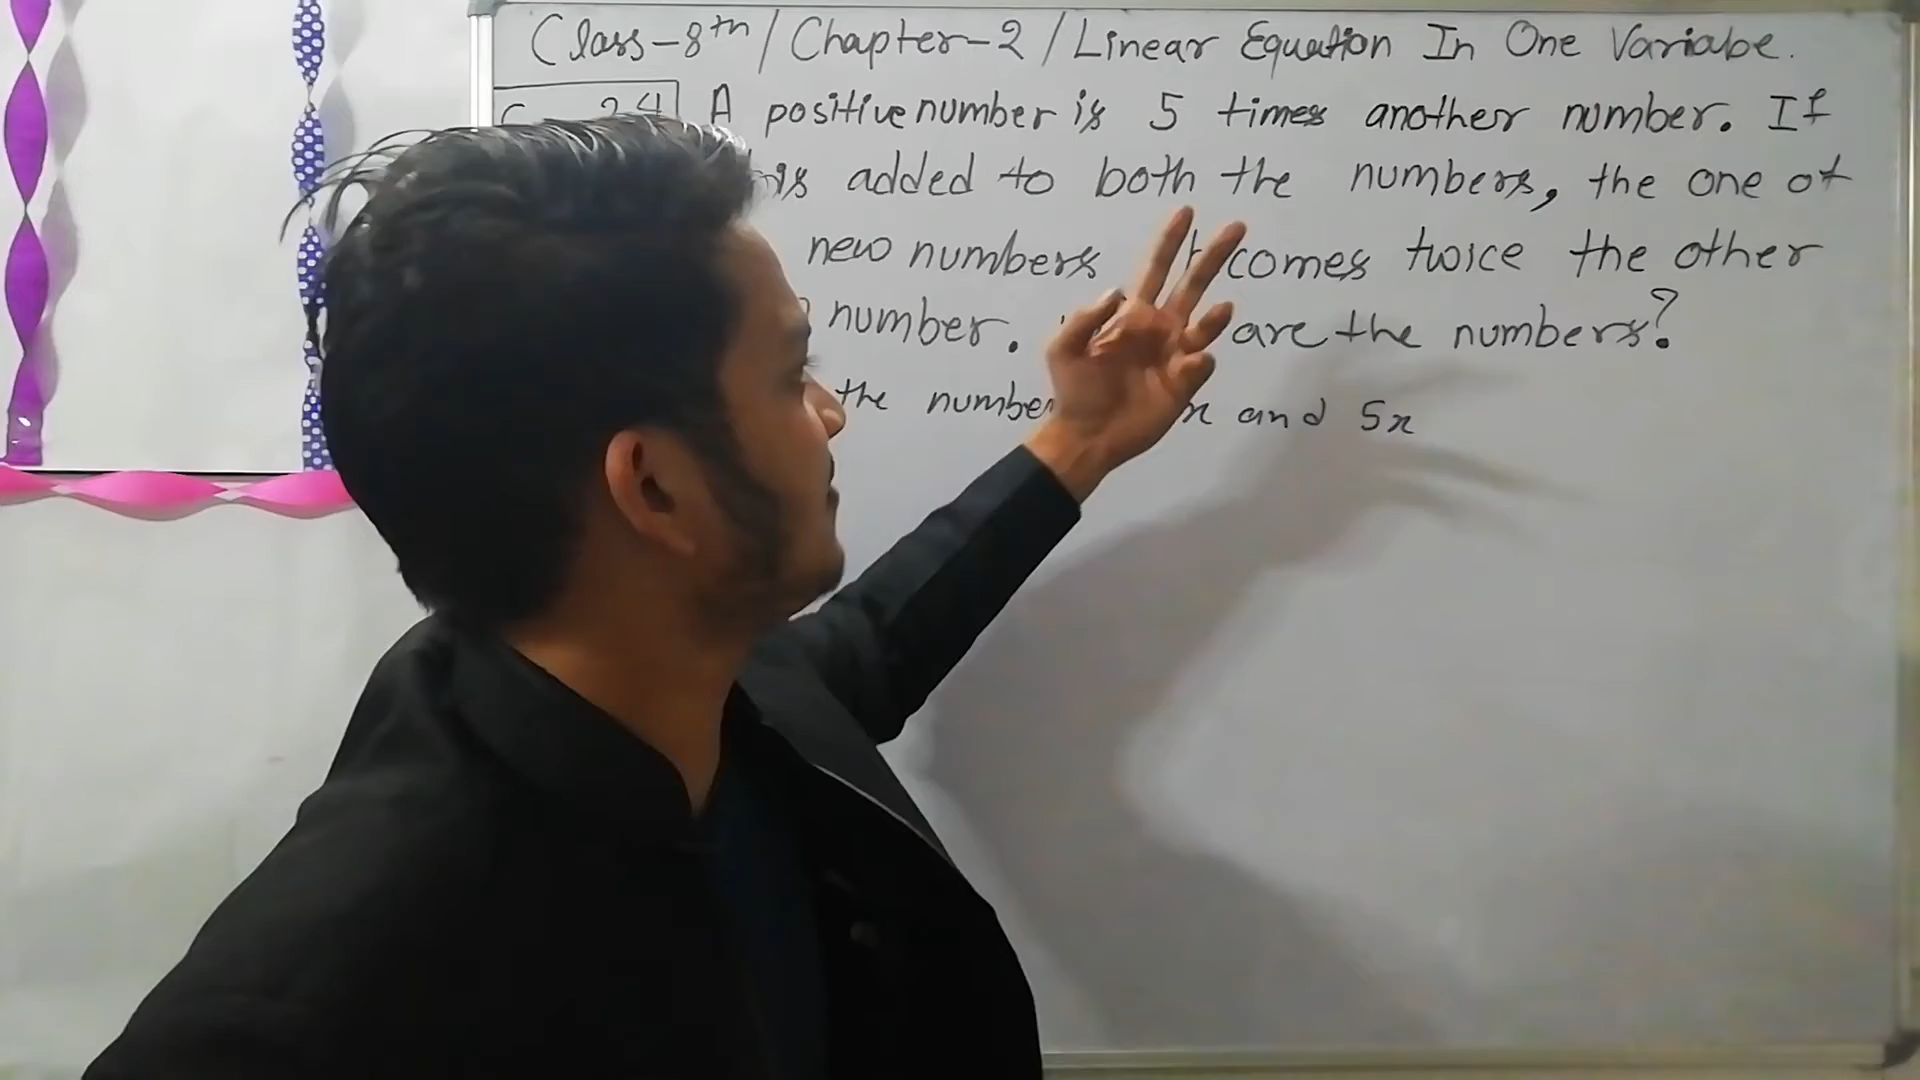 Class-8th/Chapter-2/Linear Equation In One Variabe.
2.4 A positive number is 5 times another number. If
is added to both the numbers, the one of
new numbers comes twice the other
number. are the numbers?
the number x and 5x